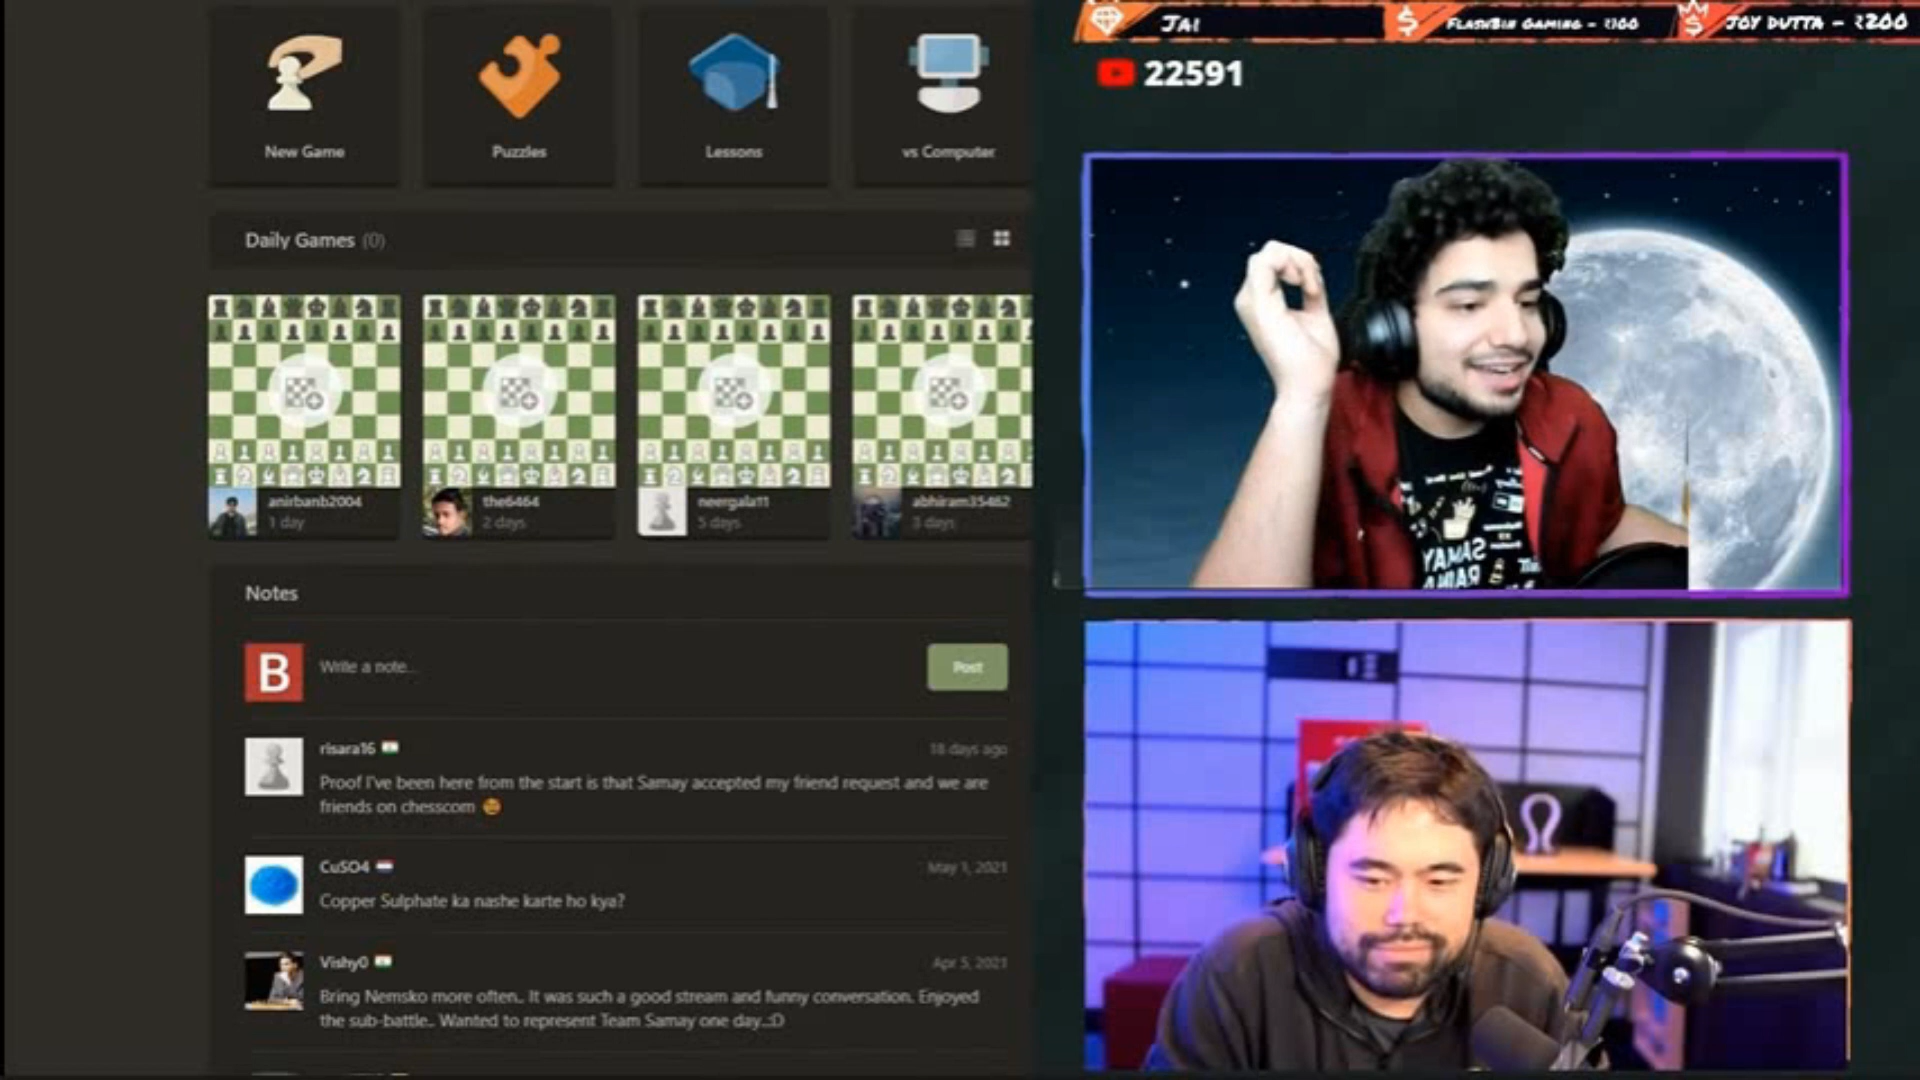 Jai
FLASHBIN GAMING - ₹100
JOY DUTTA - ₹200
22591
New Game
Puzzles
Lessons
vs Computer
Daily Games (0)
anirbanb2004
1 day
the6464
2 days
neergala11
5 days
abhiram35462
3 days
Notes
B
Write a note...
Post
risara16
18 days ago
Proof I've been here from the start is that Samay accepted my friend request and we are
friends on chesscom
CuSO4
May 1, 2021
Copper Sulphate ka nashe karte ho kya?
Vishy0
Apr 5, 2021
Bring Nemsko more often.. It was such a good stream and funny conversation. Enjoyed
the sub-battle.. Wanted to represent Team Samay one day..:D
SAMAY
RAINA